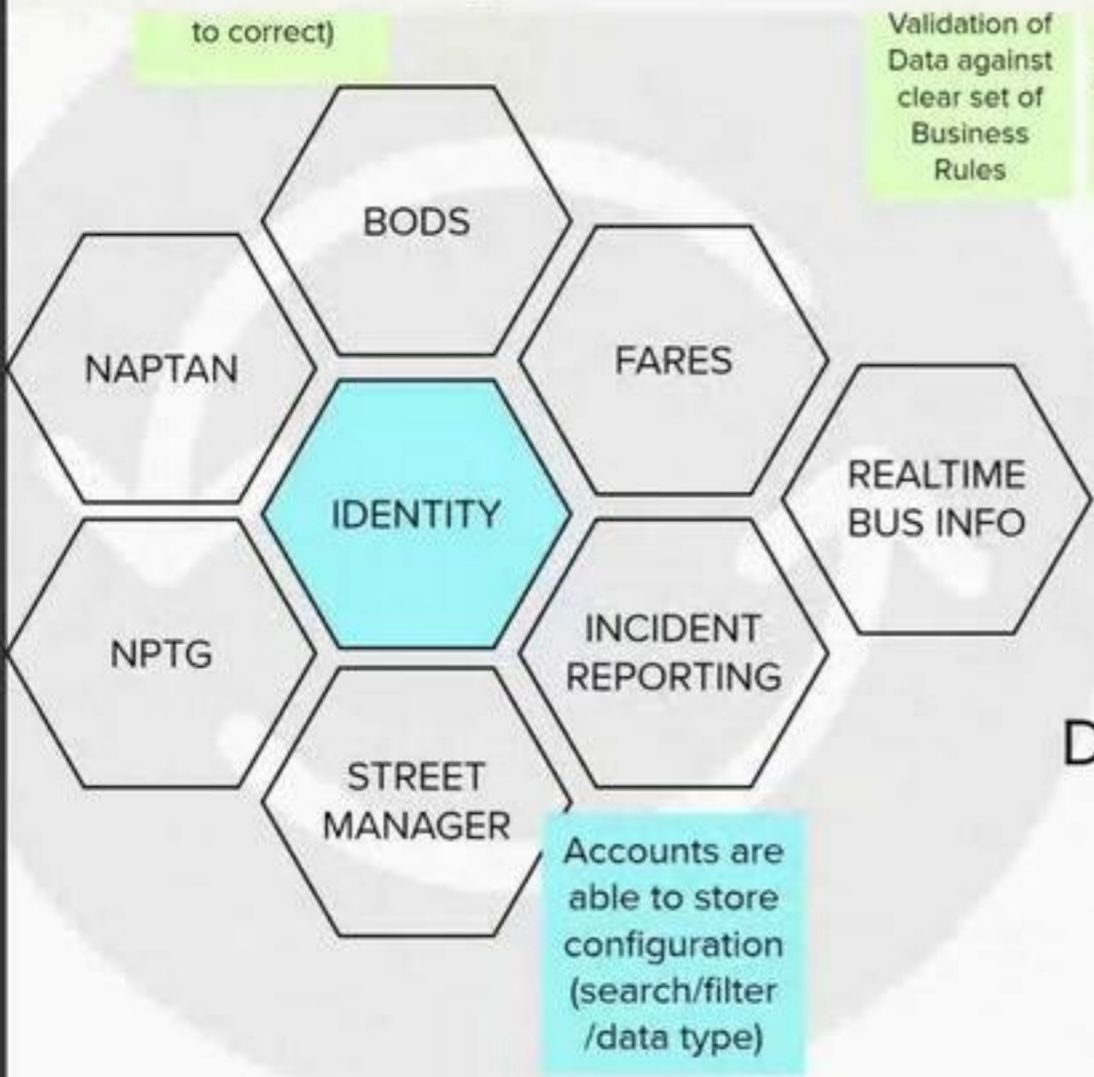 to correct)
Validation of
Data against
clear set of
Business
Rules
BODS
NAPTAN
FARES
IDENTITY
REALTIME
BUS INFO
NPTG
INCIDENT
REPORTING
STREET
MANAGER
D
Accounts are
able to store
configuration
(search/filter
/data type)